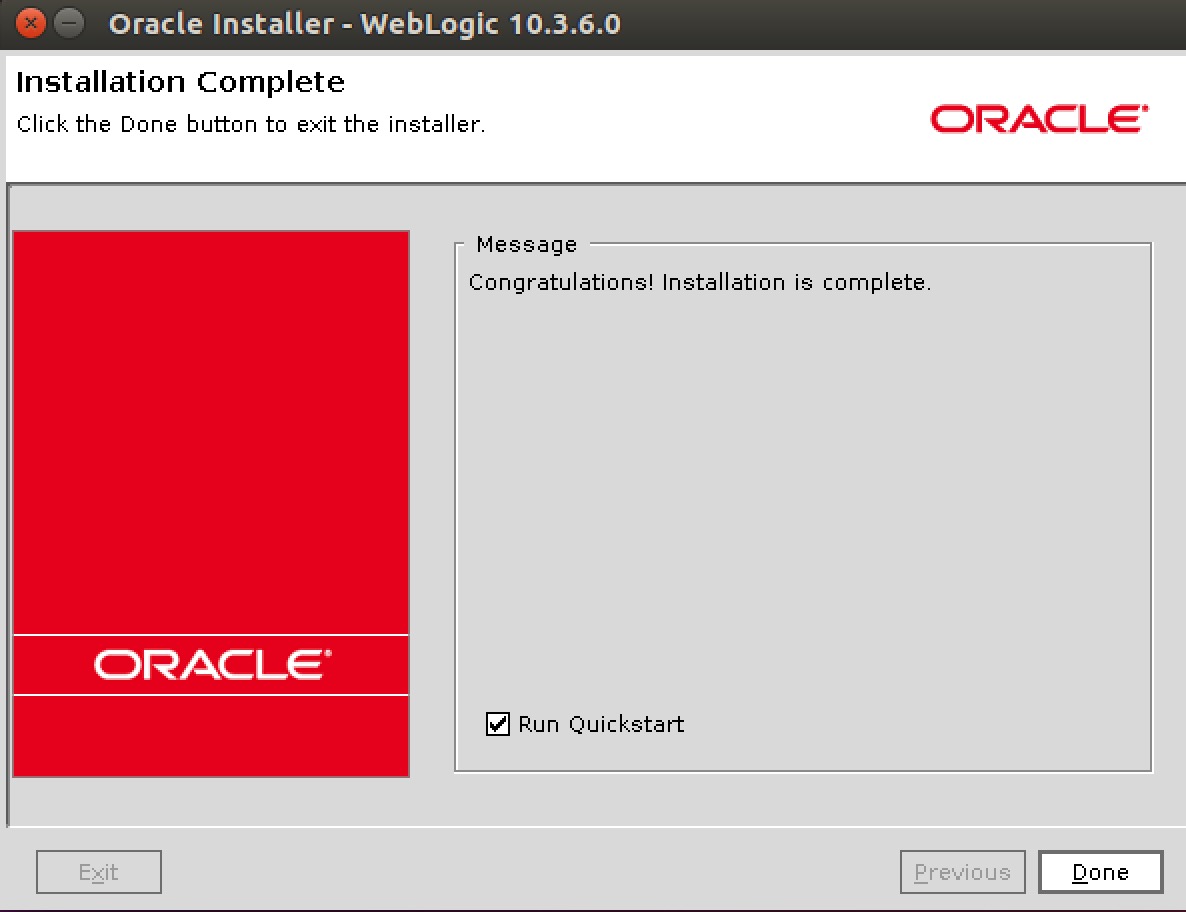 Oracle Installer - WebLogic 10.3.6.0
Installation Complete
Click the Done button to exit the installer.
ORACLE
Message
Congratulations! Installation is complete.
ORACLE
Run Quickstart
Exit
Previous
Done